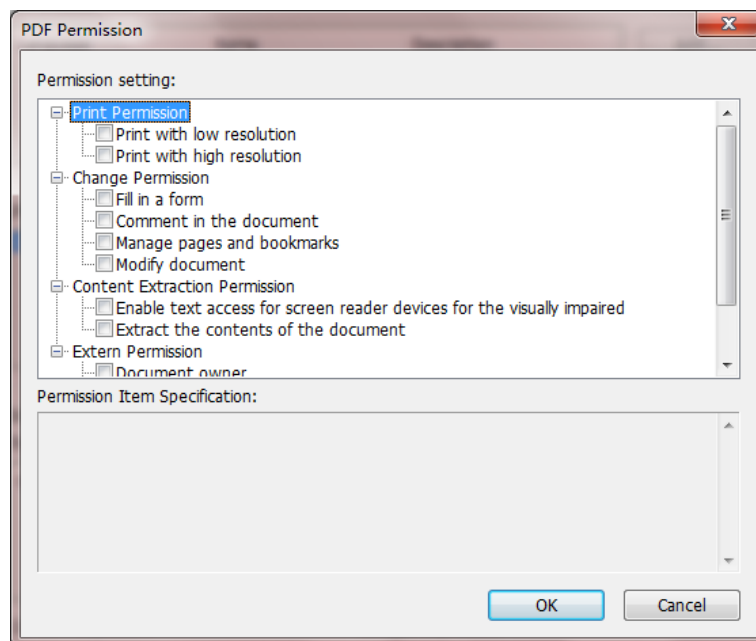 PDF Permission
Permission setting:
Print Permission
Print with low resolution
Print with high resolution
Change Permission
Fill in a form
Comment in the document
Manage pages and bookmarks
Modify document
Content Extraction Permission
Enable text access for screen reader devices for the visually impaired
Extract the contents of the document
Extern Permission
Document owner
Permission Item Specification:
OK
Cancel